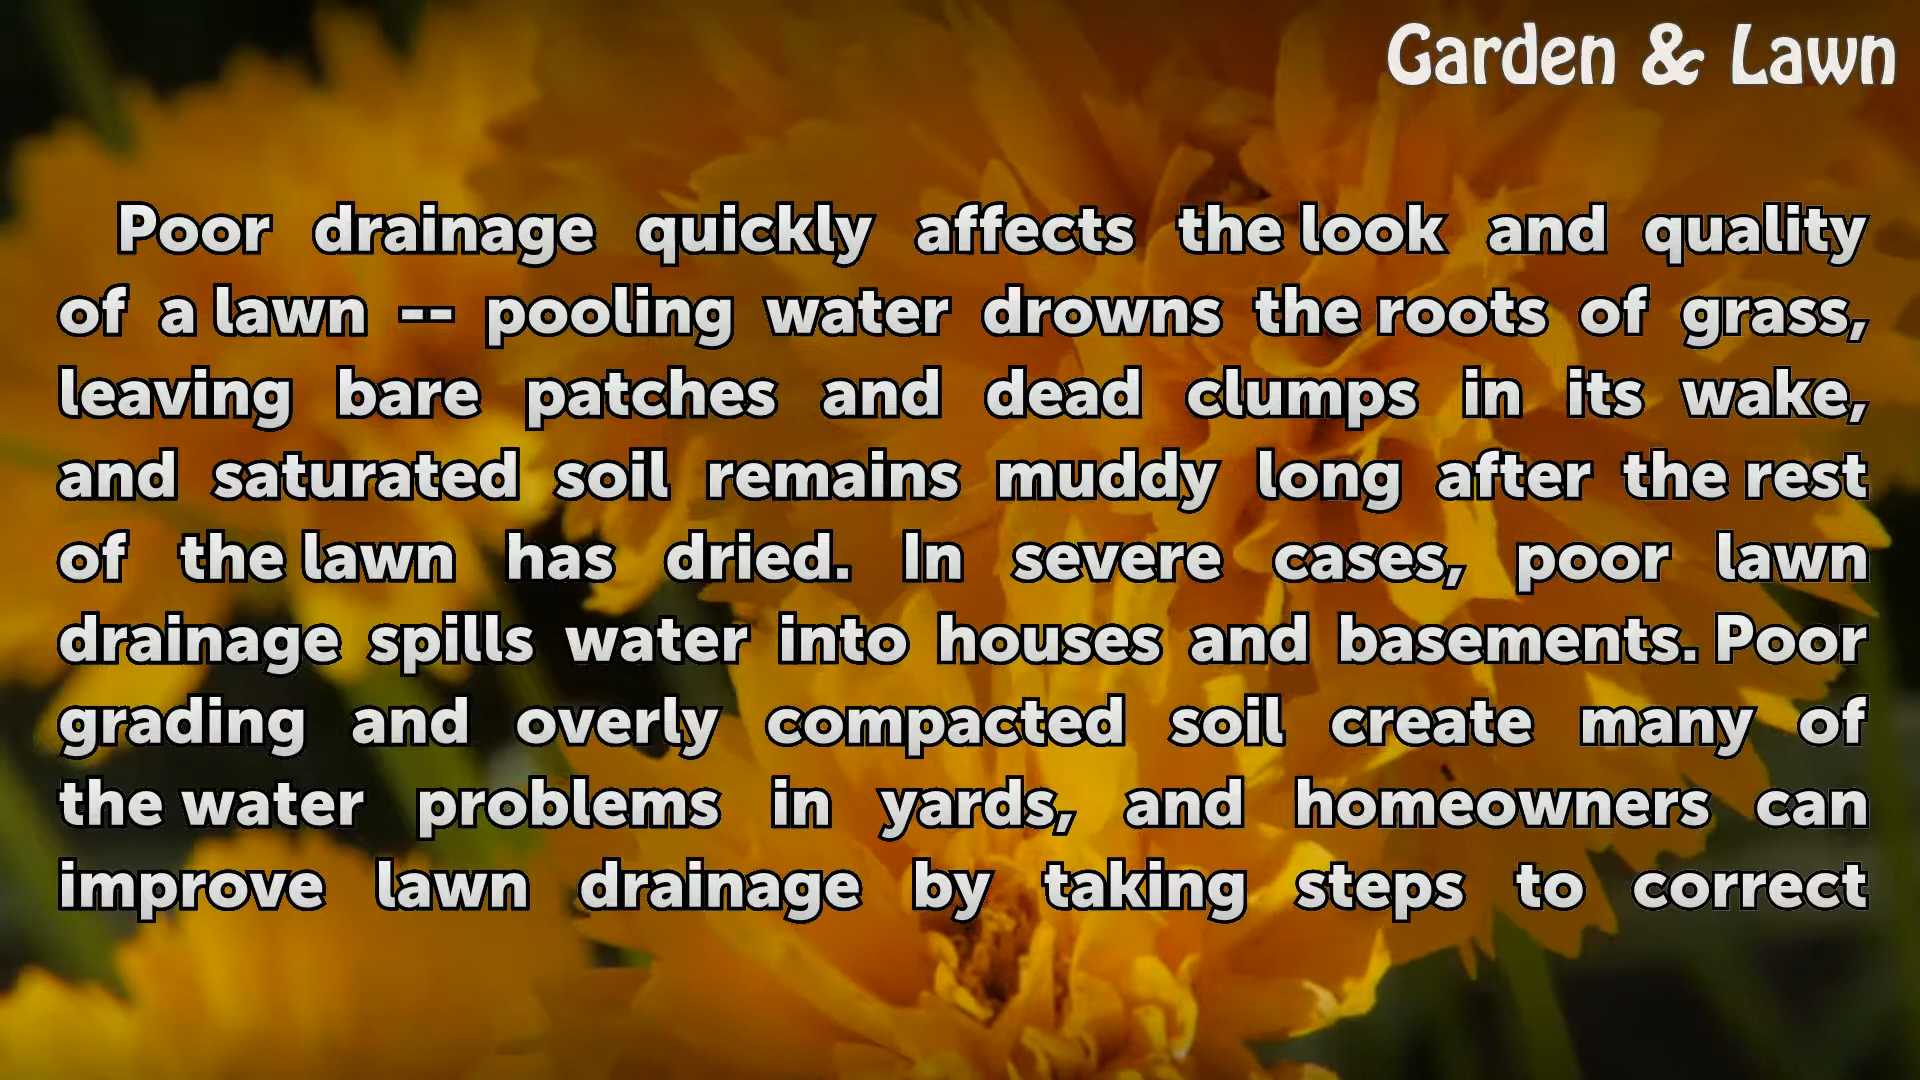 Garden & Lawn
Poor drainage quickly affects the look and quality
of a lawn -- pooling water drowns the roots of grass,
leaving bare patches and dead clumps in its wake,
and saturated soil remains muddy long after the rest
of the lawn has dried. In severe cases, poor lawn
drainage spills water into houses and basements. Poor
grading and overly compacted soil create many of
the water problems in yards, and homeowners can
improve lawn drainage by taking steps to correct